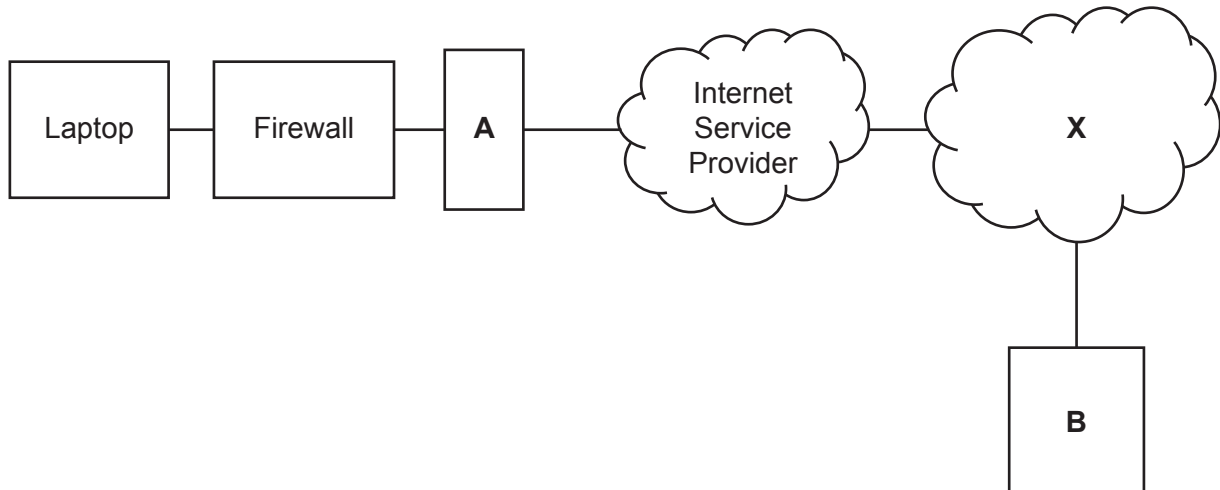 Laptop
Firewall
A
Internet
Service
Provider
X
B